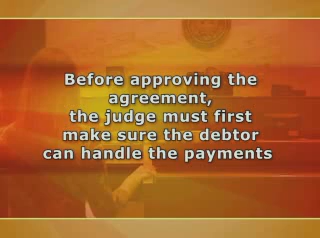 Before approving the
agreement,
the judge must first
make sure the debtor
can handle the payments